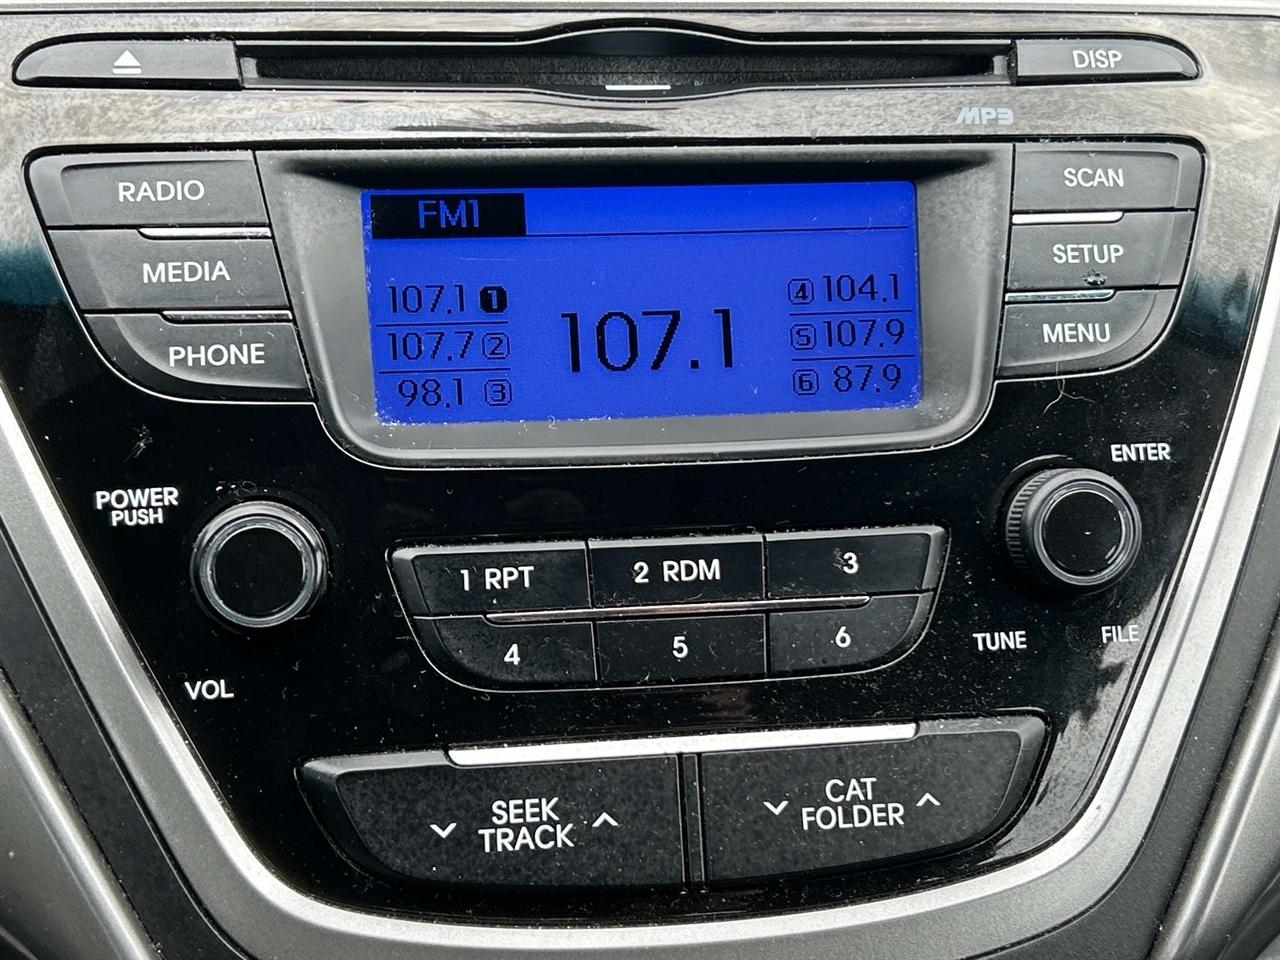 DISP
MP3
RADIO
SCAN
MEDIA
SETUP
PHONE
MENU
FM1
107.1 1
107.7 2
98.1 3
107.1
4 104.1
5 107.9
6 87.9
POWER
PUSH
ENTER
1 RPT
2 RDM
3
4
5
6
VOL
TUNE
FILE
SEEK
TRACK
CAT
FOLDER